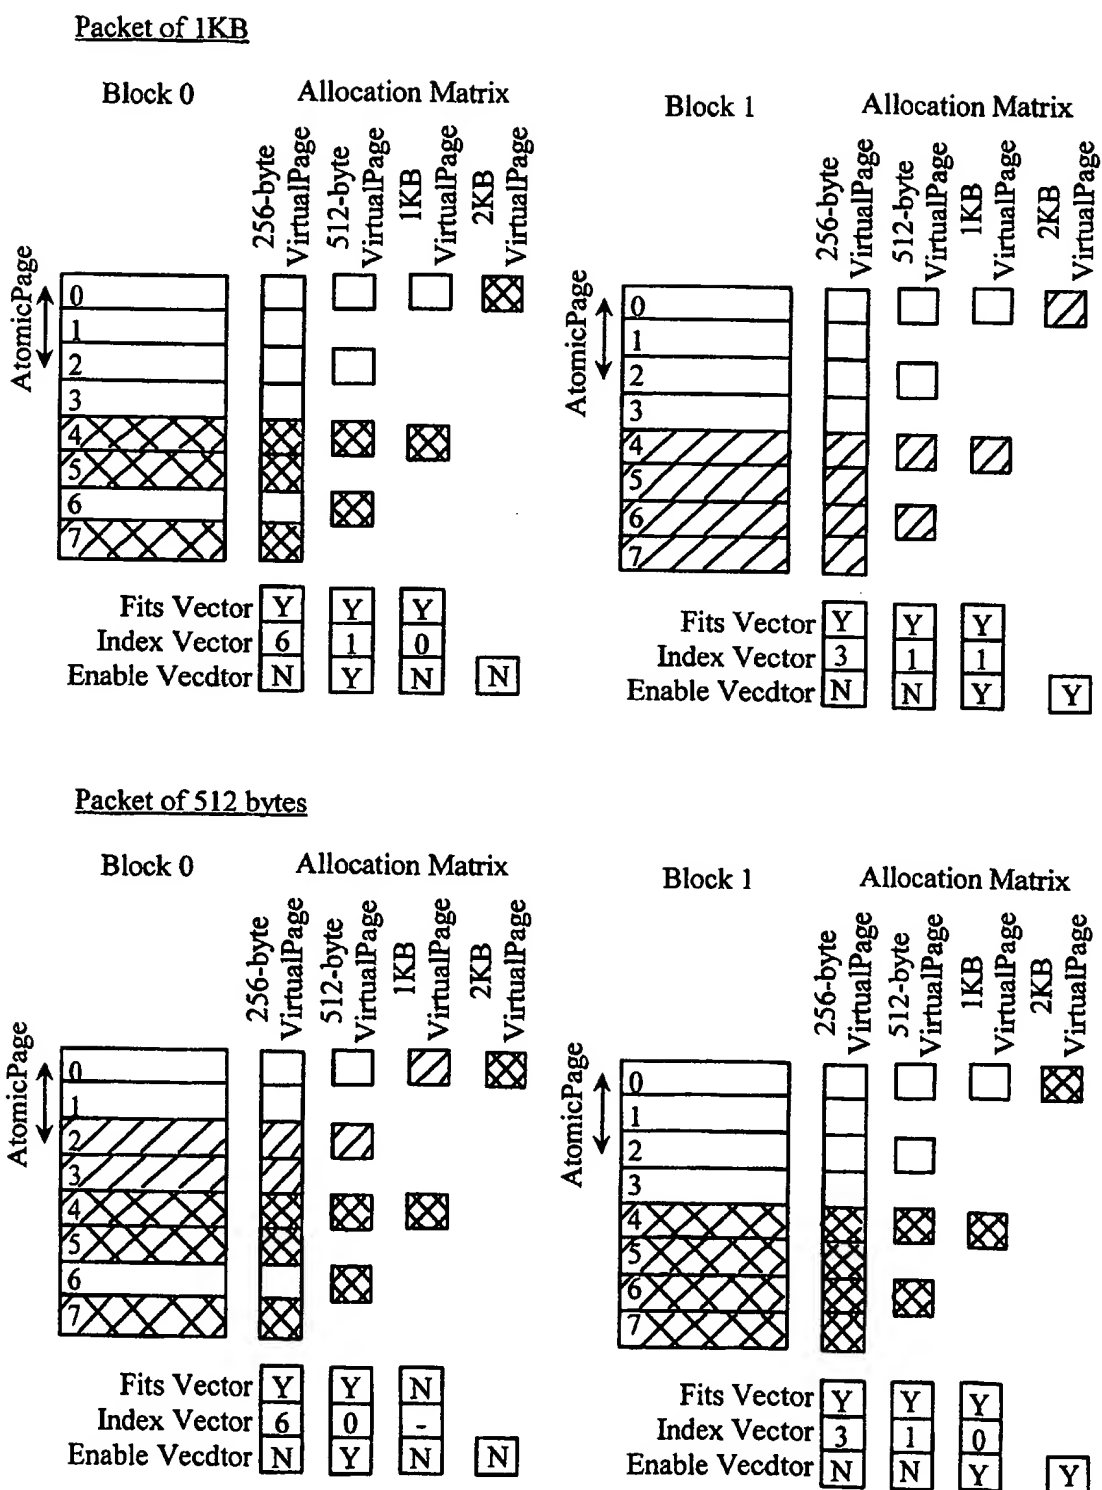 Packet of 1KB
Block 0
Allocation Matrix
256-byte
VirtualPage
512-byte
VirtualPage
1KB
VirtualPage
2KB
VirtualPage
AtomicPage
0
1
2
3
4
5
6
7
Fits Vector Y Y Y
Index Vector 6 1 0
Enable Vecdtor N Y N N
Block 1
Allocation Matrix
256-byte
VirtualPage
512-byte
VirtualPage
1KB
VirtualPage
2KB
VirtualPage
AtomicPage
0
1
2
3
4
5
6
7
Fits Vector Y Y Y
Index Vector 3 1 1
Enable Vecdtor N N Y Y
Packet of 512 bytes
Block 0
Allocation Matrix
256-byte
VirtualPage
512-byte
VirtualPage
1KB
VirtualPage
2KB
VirtualPage
AtomicPage
0
1
2
3
4
5
6
7
Fits Vector Y Y N
Index Vector 6 0 -
Enable Vecdtor N Y N N
Block 1
Allocation Matrix
256-byte
VirtualPage
512-byte
VirtualPage
1KB
VirtualPage
2KB
VirtualPage
AtomicPage
0
1
2
3
4
5
6
7
Fits Vector Y Y Y
Index Vector 3 1 0
Enable Vecdtor N N Y Y